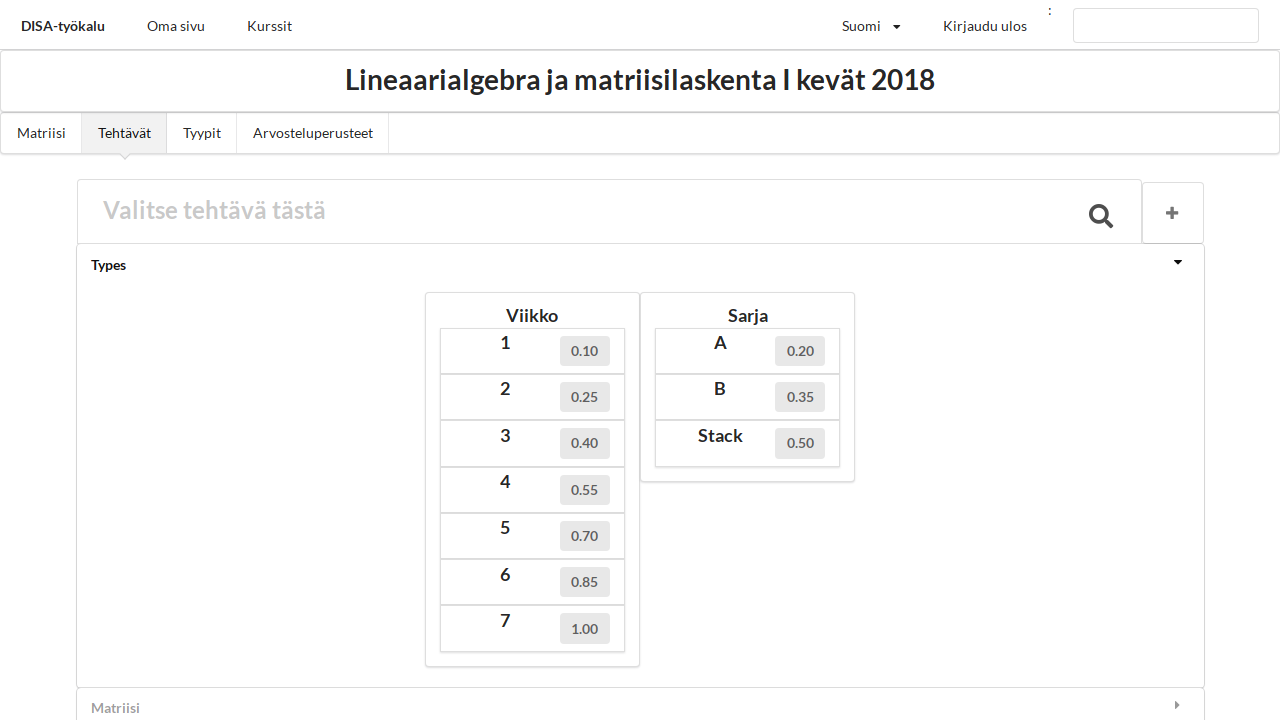 DISA-työkalu Oma sivu Kurssit Suomi Kirjaudu ulos :
Lineaarialgebra ja matriisilaskenta I kevät 2018
Matriisi Tehtävät Tyypit Arvosteluperusteet
Valitse tehtävä tästä
Types
Viikko
1 0.10
2 0.25
3 0.40
4 0.55
5 0.70
6 0.85
7 1.00
Sarja
A 0.20
B 0.35
Stack 0.50
Matriisi